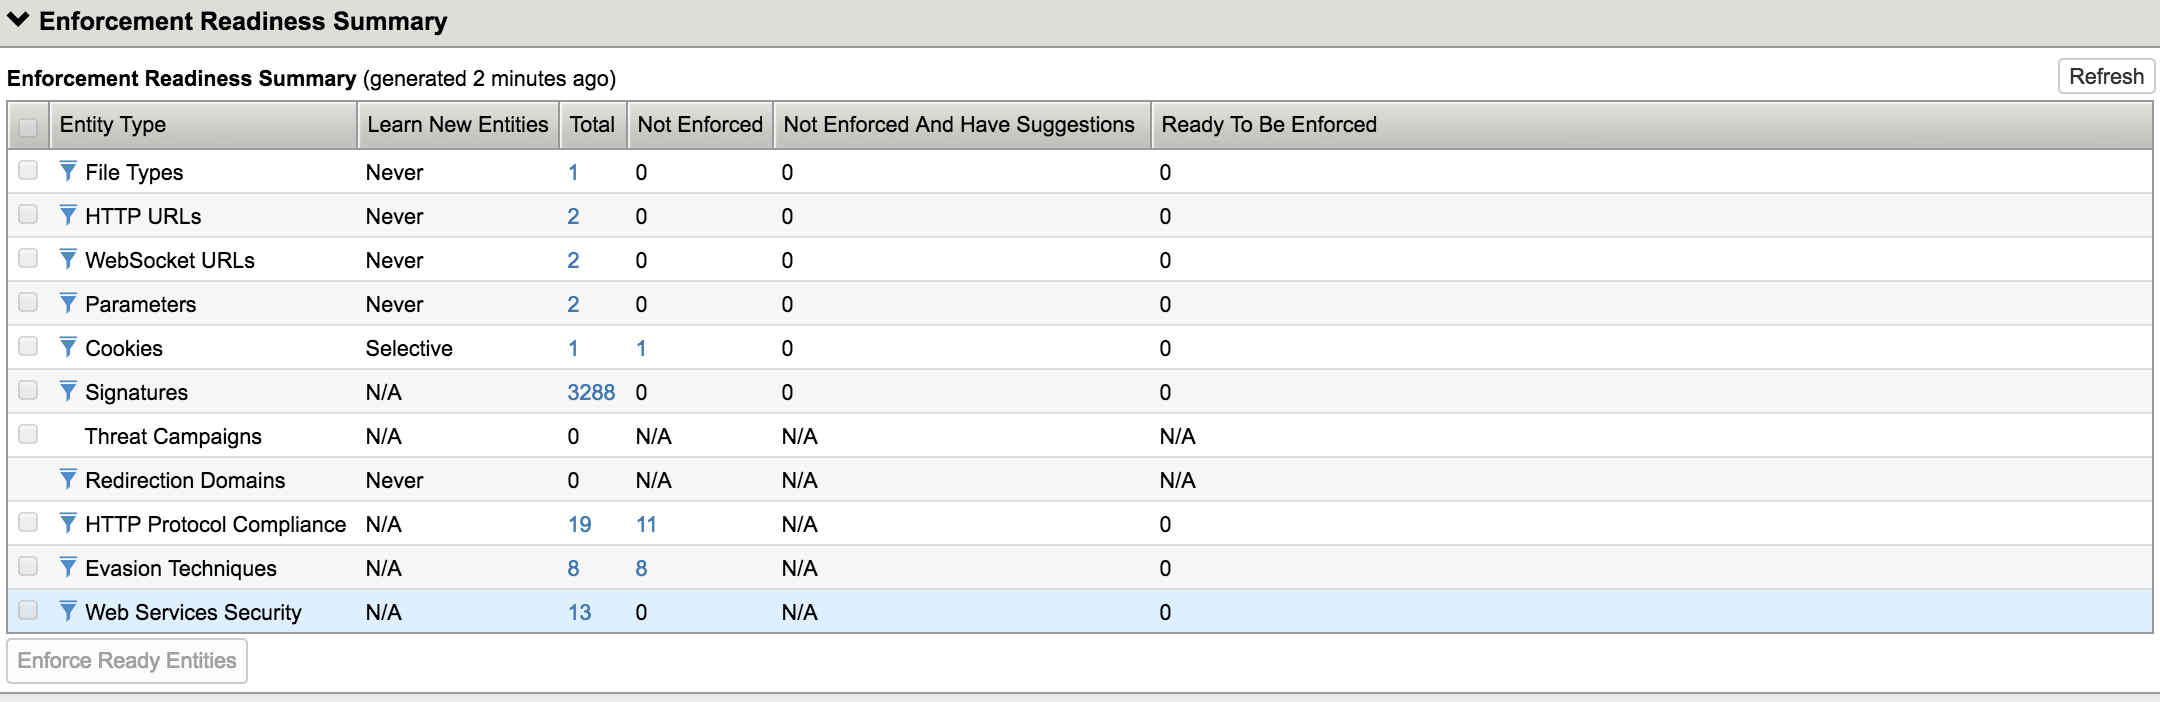 Enforcement Readiness Summary
Enforcement Readiness Summary (generated 2 minutes ago) Refresh
Entity Type Learn New Entities Total Not Enforced Not Enforced And Have Suggestions Ready To Be Enforced
File Types Never 1 0 0 0
HTTP URLs Never 2 0 0 0
WebSocket URLs Never 2 0 0 0
Parameters Never 2 0 0 0
Cookies Selective 1 1 0 0
Signatures N/A 3288 0 0 0
Threat Campaigns N/A 0 N/A N/A N/A
Redirection Domains Never 0 N/A N/A N/A
HTTP Protocol Compliance N/A 19 11 N/A 0
Evasion Techniques N/A 8 8 N/A 0
Web Services Security N/A 13 0 N/A 0
Enforce Ready Entities